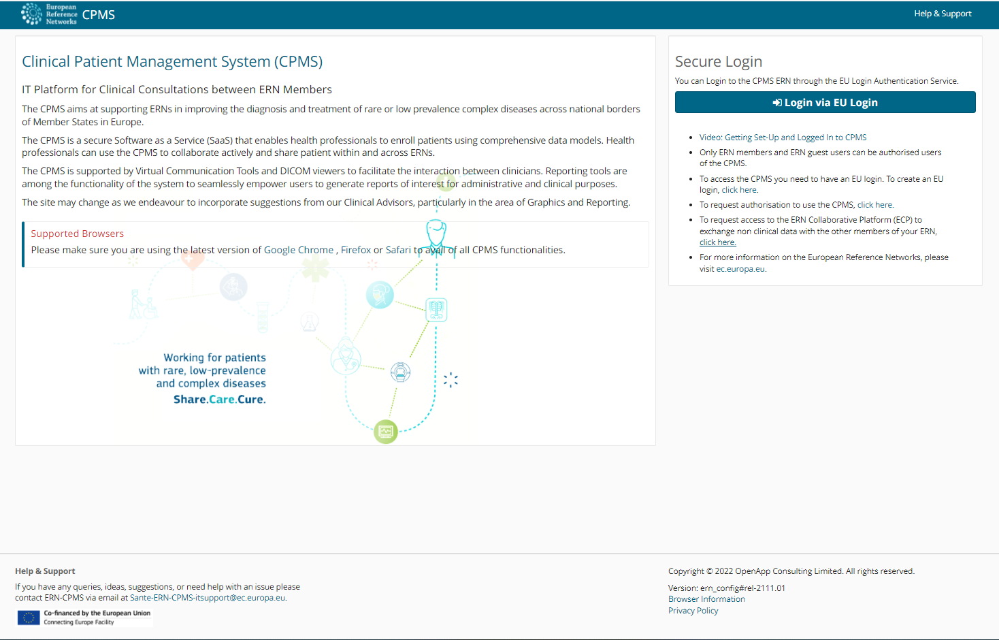 European
Reference
Networks
CPMS
Help & Support
Clinical Patient Management System (CPMS)
IT Platform for Clinical Consultations between ERN Members
The CPMS aims at supporting ERNs in improving the diagnosis and treatment of rare or low prevalence complex diseases across national borders
of Member States in Europe.
The CPMS is a secure Software as a Service (SaaS) that enables health professionals to enroll patients using comprehensive data models. Health
professionals can use the CPMS to collaborate actively and share patient within and across ERNs.
The CPMS is supported by Virtual Communication Tools and DICOM viewers to facilitate the interaction between clinicians. Reporting tools are
among the functionality of the system to seamlessly empower users to generate reports of interest for administrative and clinical purposes.
The site may change as we endeavour to incorporate suggestions from our Clinical Advisors, particularly in the area of Graphics and Reporting.
Supported Browsers
Please make sure you are using the latest version of Google Chrome , Firefox or Safari to avail of all CPMS functionalities.
Working for patients
with rare, low-prevalence
and complex diseases
Share.Care.Cure.
Secure Login
You can Login to the CPMS ERN through the EU Login Authentication Service.
Login via EU Login
Video: Getting Set-Up and Logged In to CPMS
Only ERN members and ERN guest users can be authorised users
of the CPMS.
To access the CPMS you need to have an EU login. To create an EU
login, click here.
To request authorisation to use the CPMS, click here.
To request access to the ERN Collaborative Platform (ECP) to
exchange non clinical data with the other members of your ERN,
click here.
For more information on the European Reference Networks, please
visit ec.europa.eu.
Help & Support
If you have any queries, ideas, suggestions, or need help with an issue please
contact ERN-CPMS via email at Sante-ERN-CPMS-itsupport@ec.europa.eu.
Co-financed by the European Union
Connecting Europe Facility
Copyright © 2022 OpenApp Consulting Limited. All rights reserved.
Version: ern_config#rel-2111.01
Browser Information
Privacy Policy